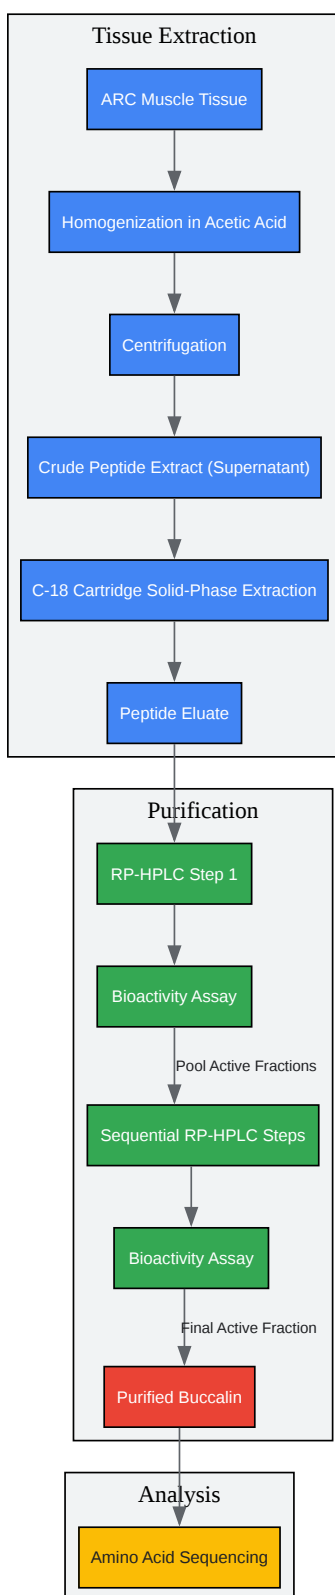 Tissue Extraction
ARC Muscle Tissue
Homogenization in Acetic Acid
Centrifugation
Crude Peptide Extract (Supernatant)
C-18 Cartridge Solid-Phase Extraction
Peptide Eluate
Purification
RP-HPLC Step 1
Bioactivity Assay
Pool Active Fractions
Sequential RP-HPLC Steps
Bioactivity Assay
Final Active Fraction
Purified Buccalin
Analysis
Amino Acid Sequencing